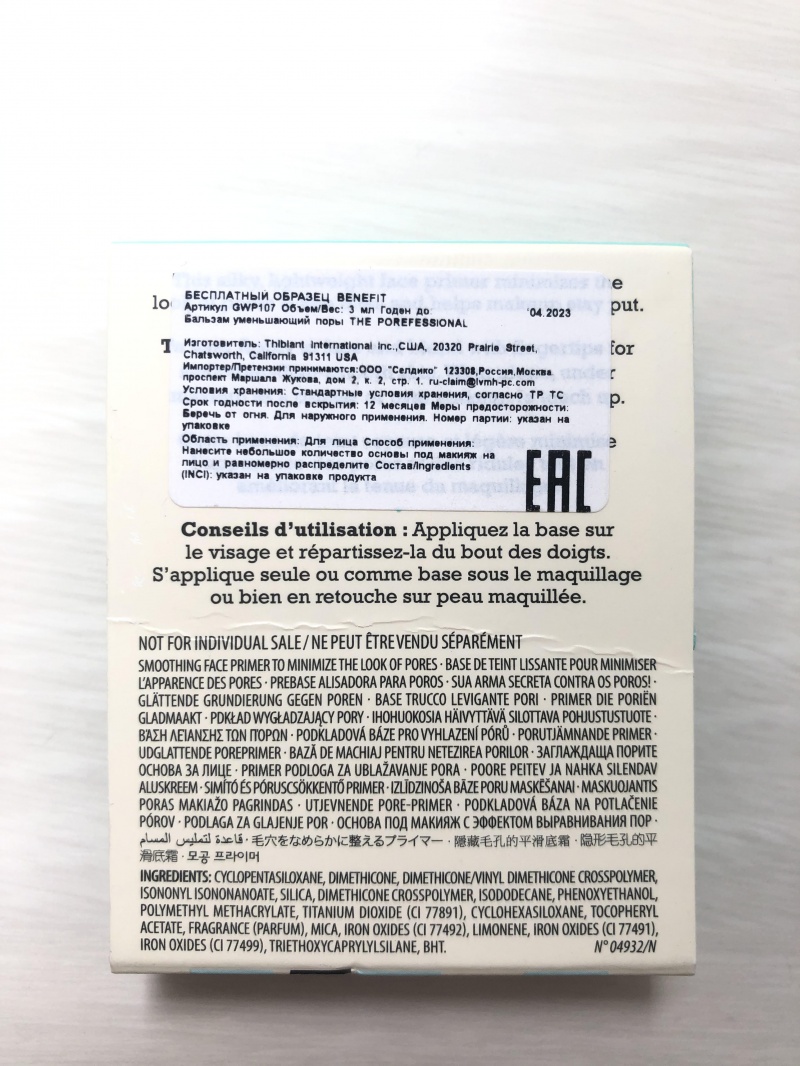 This silky, lightweight face primer minimizes the
lo put.
БЕСПЛАТНЫЙ ОБРАЗЕЦ BENEFIT
Артикул GWP107 Объем/Вес: 3 мл Годен до: 04.2023
Бальзам уменьшающий поры THE POREFESSIONAL
T for
Изготовитель: Thibiant International Inc.,США, 20320 Prairie Street,
Chatsworth, California 91311 USA
Импортер/Претензии принимаются:ООО "Селдико" 123308,Россия,Москва
проспект Маршала Жукова, дом 2, к. 2, стр. 1. ru-claim@lvmh-pc.com
Условия хранения: Стандартные условия хранения, согласно ТР ТС
Срок годности после вскрытия: 12 месяцев Меры предосторожности:
Беречь от огня. Для наружного применения. Номер партии: указан на
упаковке
Область применения: Для лица Способ применения:
Нанесите небольшое количество основы под макияж на
лицо и равномерно распределите Состав/Ingredients
(INCI): указан на упаковке продукта
EAC
Conseils d'utilisation : Appliquez la base sur
le visage et répartissez-la du bout des doigts.
S'applique seule ou comme base sous le maquillage
ou bien en retouche sur peau maquillée.
NOT FOR INDIVIDUAL SALE / NE PEUT ÊTRE VENDU SÉPARÉMENT
SMOOTHING FACE PRIMER TO MINIMIZE THE LOOK OF PORES · BASE DE TEINT LISSANTE POUR MINIMISER
L'APPARENCE DES PORES · PREBASE ALISADORA PARA POROS · SUA ARMA SECRETA CONTRA OS POROS! ·
GLÄTTENDE GRUNDIERUNG GEGEN POREN · BASE TRUCCO LEVIGANTE PORI · PRIMER DIE PORIËN
GLADMAAKT · PDKŁAD WYGŁADZAJĄCY PORY · IHOHUOKOSIA HÄIVYTTÄVÄ SILOTTAVA POHJUSTUSTUOTE ·
ΒΆΣΗ ΛΕΊΑΝΣΗΣ ΤΩΝ ΠΌΡΩΝ · PODKLADOVÁ BÁZE PRO VYHLAZENÍ PÓRŮ · PORUTJÄMNANDE PRIMER ·
UDGLATTENDE POREPRIMER · BAZĂ DE MACHIAJ PENTRU NETEZIREA PORILOR · ЗАГЛАЖДАЩА ПОРИТЕ
ОСНОВА ЗА ЛИЦЕ · PRIMER PODLOGA ZA UBLAŽAVANJE PORA · POORE PEITEV JA NAHKA SILENDAV
ALUSKREEM · SIMÍTÓ ÉS PÓRUSCSÖKKENTŐ PRIMER · IZLĪDZINOŠA BĀZE PORU MASKĒŠANAI · MASKUOJANTIS
PORAS MAKIAŽO PAGRINDAS · UTJEVNENDE PORE-PRIMER · PODKLADOVÁ BÁZA NA POTLAČENIE
PÓROV · PODLAGA ZA GLAJENJE POR · ОСНОВА ПОД МАКИЯЖ С ЭФФЕКТОМ ВЫРАВНИВАНИЯ ПОР ·
قاعدة لتمليس المسام · 毛穴をなめらかに整えるプライマー · 隱藏毛孔的平滑底霜 · 隐形毛孔的平
滑底霜 · 모공 프라이머
INGREDIENTS: CYCLOPENTASILOXANE, DIMETHICONE, DIMETHICONE/VINYL DIMETHICONE CROSSPOLYMER,
ISONONYL ISONONANOATE, SILICA, DIMETHICONE CROSSPOLYMER, ISODODECANE, PHENOXYETHANOL,
POLYMETHYL METHACRYLATE, TITANIUM DIOXIDE (CI 77891), CYCLOHEXASILOXANE, TOCOPHERYL
ACETATE, FRAGRANCE (PARFUM), MICA, IRON OXIDES (CI 77492), LIMONENE, IRON OXIDES (CI 77491),
IRON OXIDES (CI 77499), TRIETHOXYCAPRYLYLSILANE, BHT. N° 04932/N